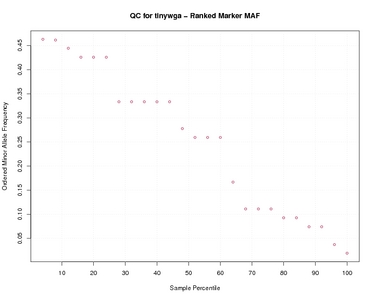 QC for tinywga – Ranked Marker MAF
Ordered Minor Allele Frequency
0.45
0.40
0.35
0.30
0.25
0.20
0.15
0.10
0.05
10 20 30 40 50 60 70 80 90 100
Sample Percentile